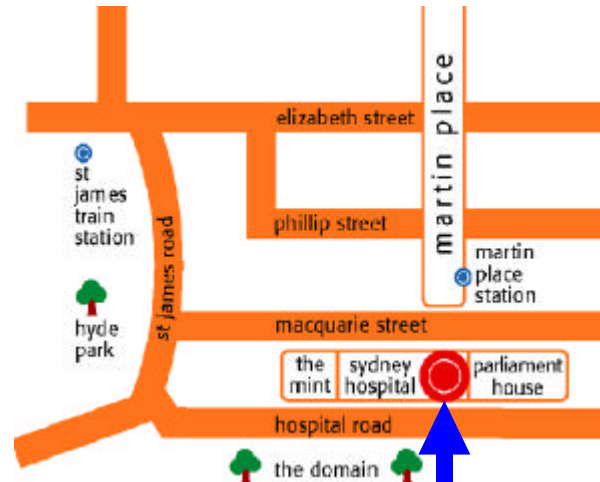 elizabeth street
martin place
st
james
train
station
phillip street
st james road
martin
place
station
hyde
park
macquarie street
the
mint
sydney
hospital
parliament
house
hospital road
the domain